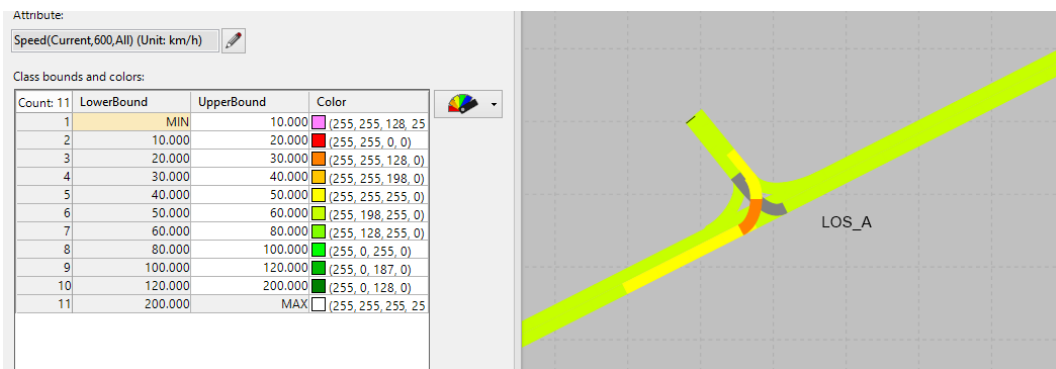 Attribute:
Speed(Current,600,All) (Unit: km/h)
Class bounds and colors:
Count: 11 LowerBound UpperBound Color
1 MIN 10.000 (255, 255, 128, 25
2 10.000 20.000 (255, 255, 0, 0)
3 20.000 30.000 (255, 255, 128, 0)
4 30.000 40.000 (255, 255, 198, 0)
5 40.000 50.000 (255, 255, 255, 0)
6 50.000 60.000 (255, 198, 255, 0)
7 60.000 80.000 (255, 128, 255, 0)
8 80.000 100.000 (255, 0, 255, 0)
9 100.000 120.000 (255, 0, 187, 0)
10 120.000 200.000 (255, 0, 128, 0)
11 200.000 MAX (255, 255, 255, 25
LOS_A